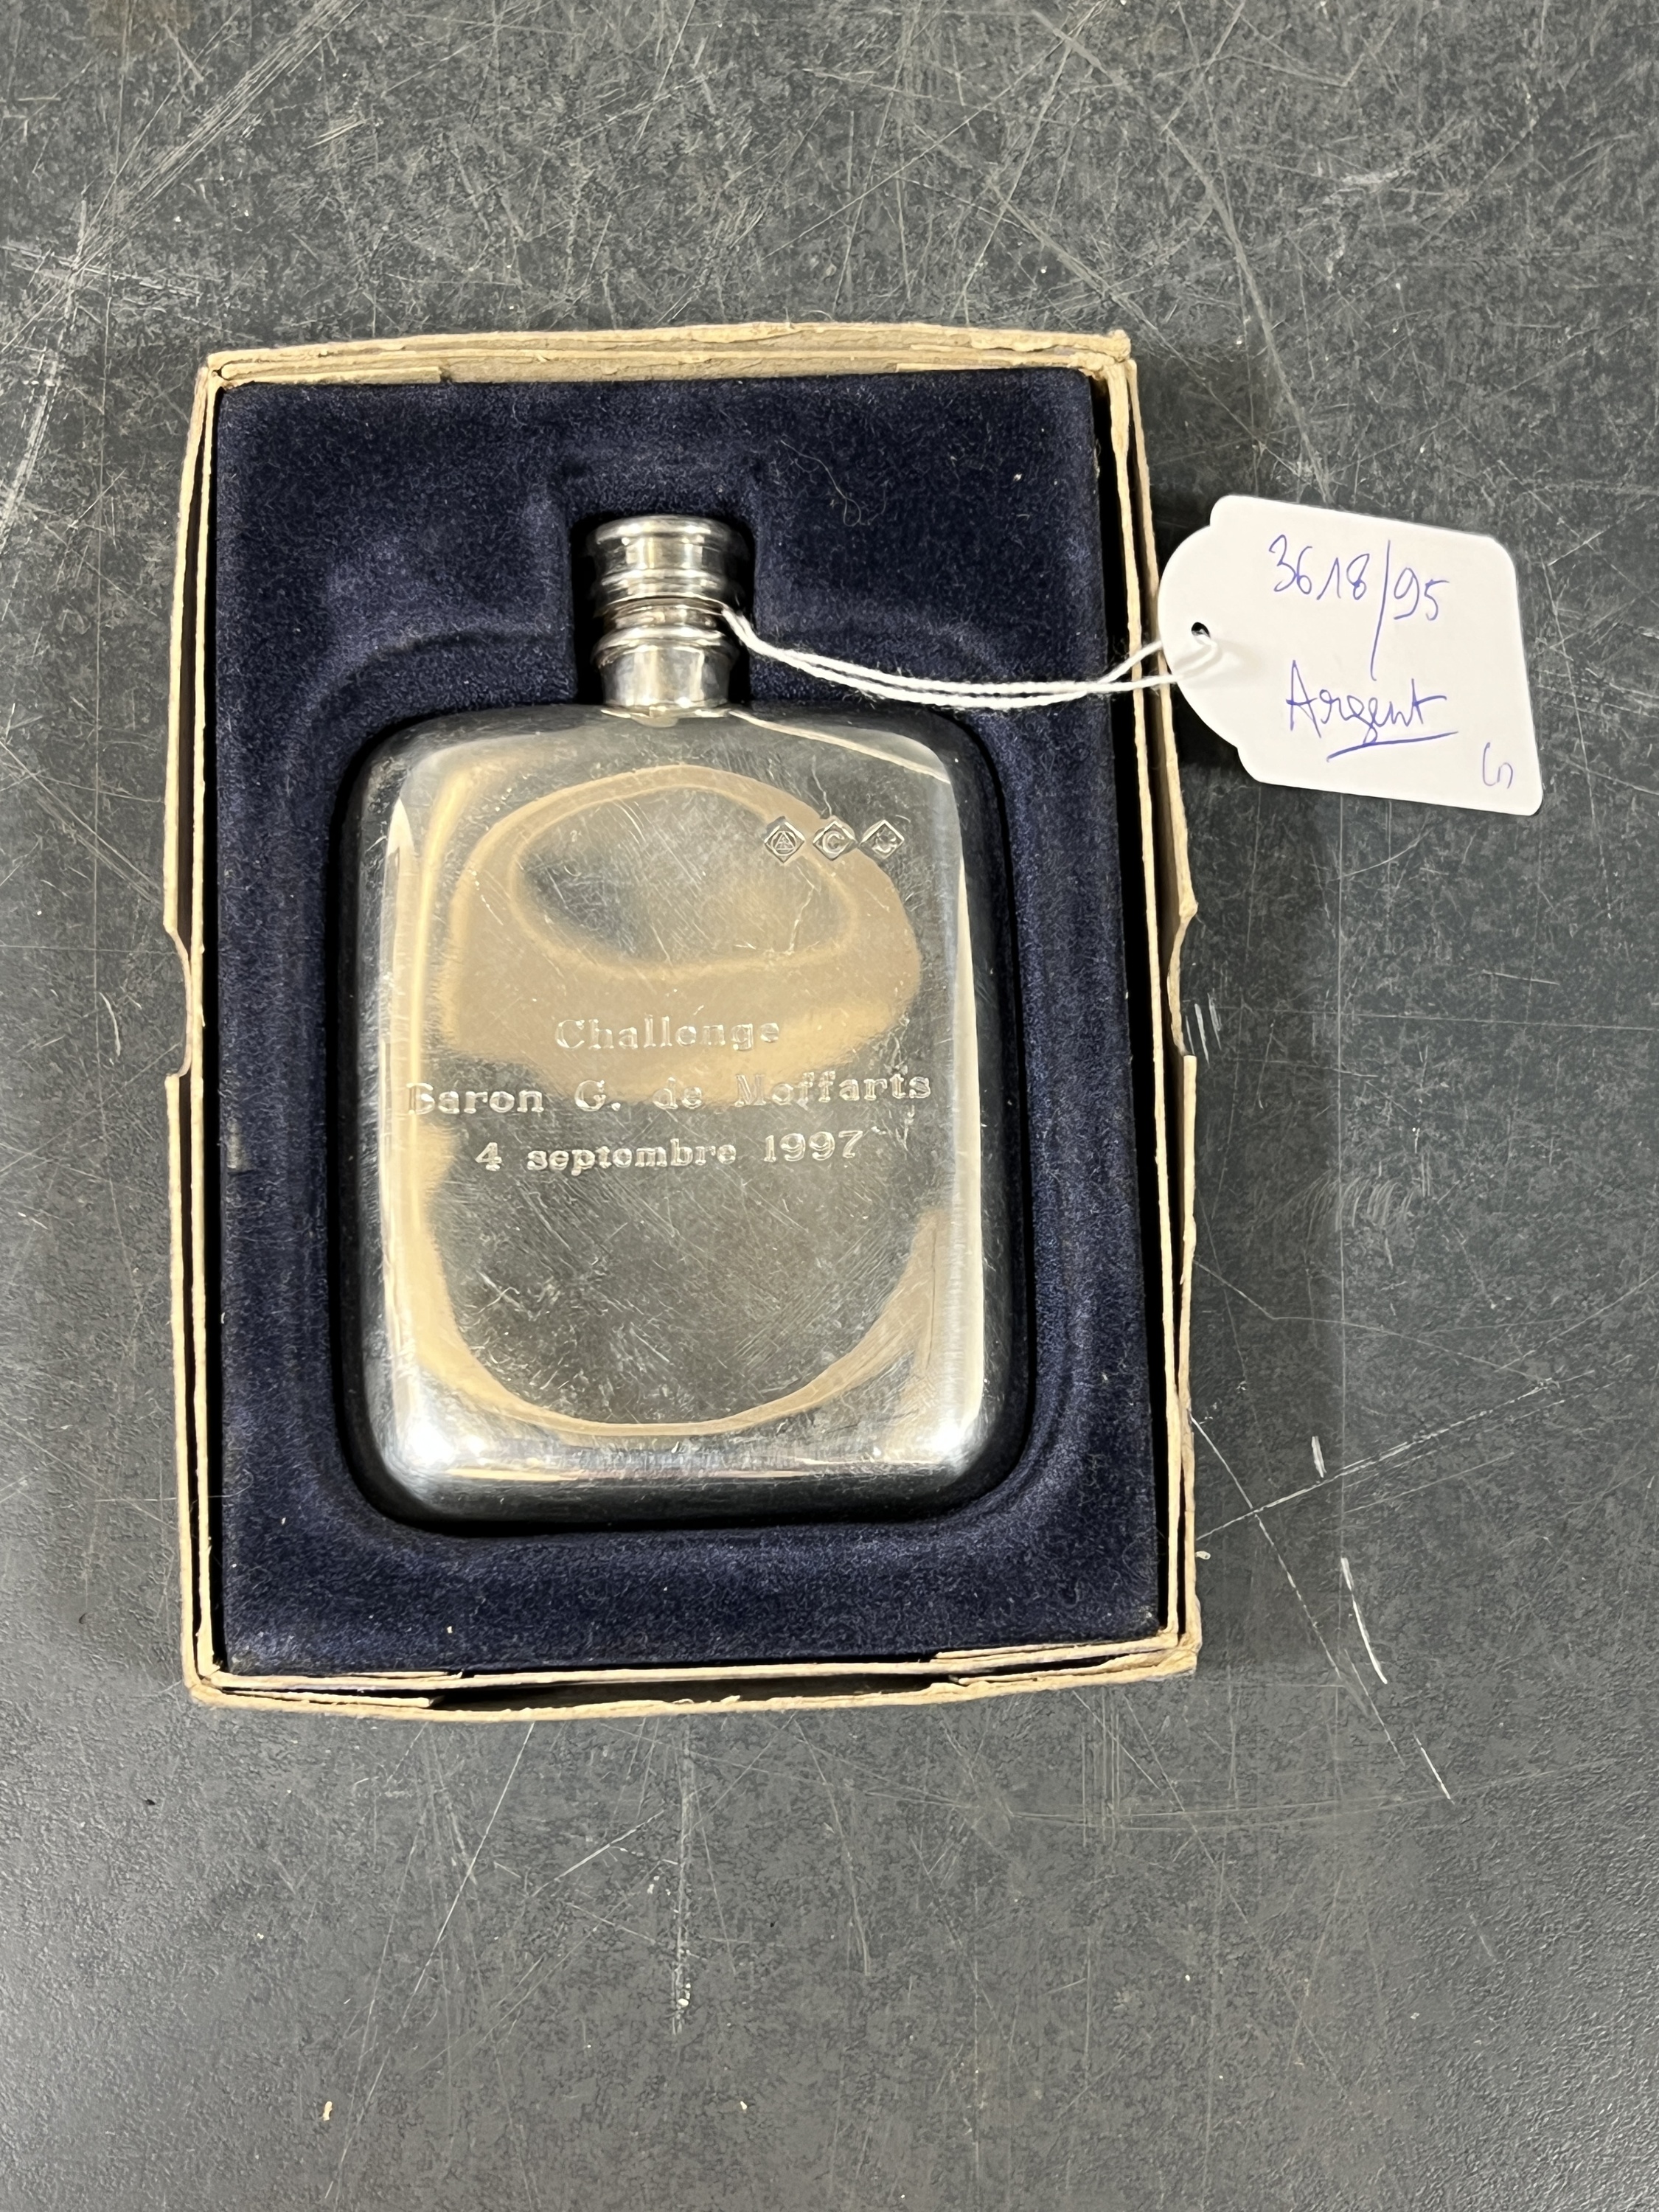 3618/95
Argent
C
Challenge
Baron G. de Moffarts
4 septembre 1997